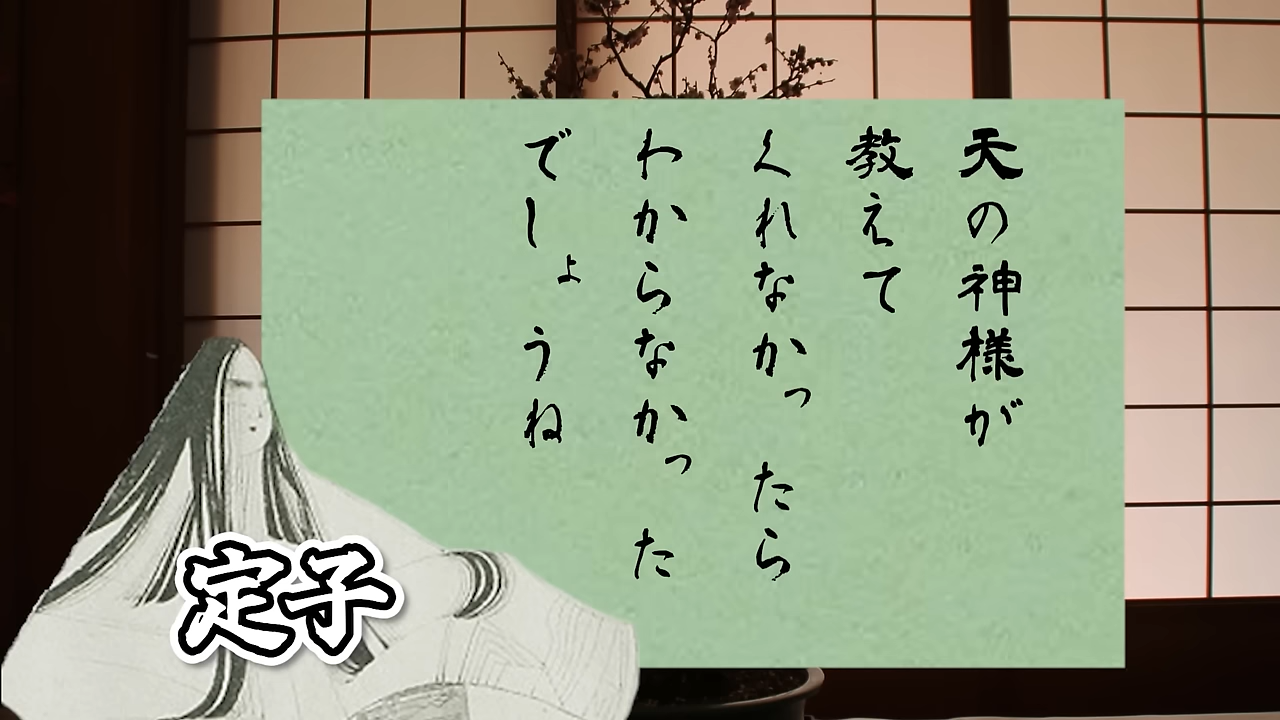 天の神様が
教えて
くれなかったら
わからなかった
でしょうね
定子